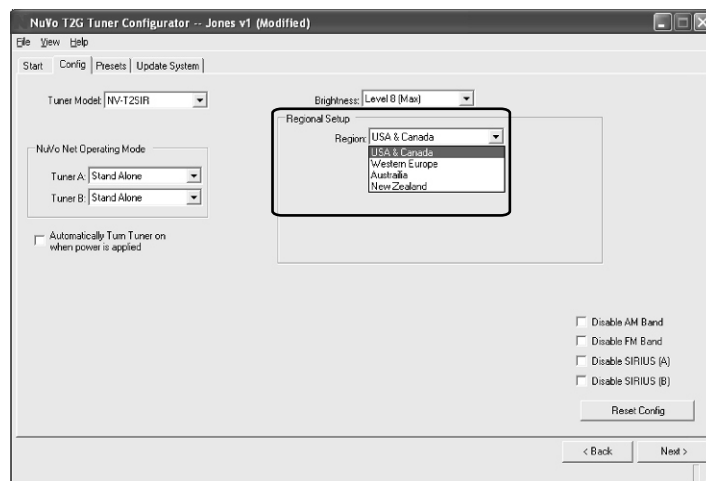 NuVo T2G Tuner Configurator -- Jones v1 (Modified)
File View Help
Start Config Presets Update System
Tuner Model: NV-T2SIR
Brightness: Level 8 (Max)
Regional Setup
Region: USA & Canada
USA & Canada
Western Europe
Australia
New Zealand
NuVo Net Operating Mode
Tuner A: Stand Alone
Tuner B: Stand Alone
Automatically Turn Tuner on
when power is applied
Disable AM Band
Disable FM Band
Disable SIRIUS (A)
Disable SIRIUS (B)
Reset Config
< Back Next >